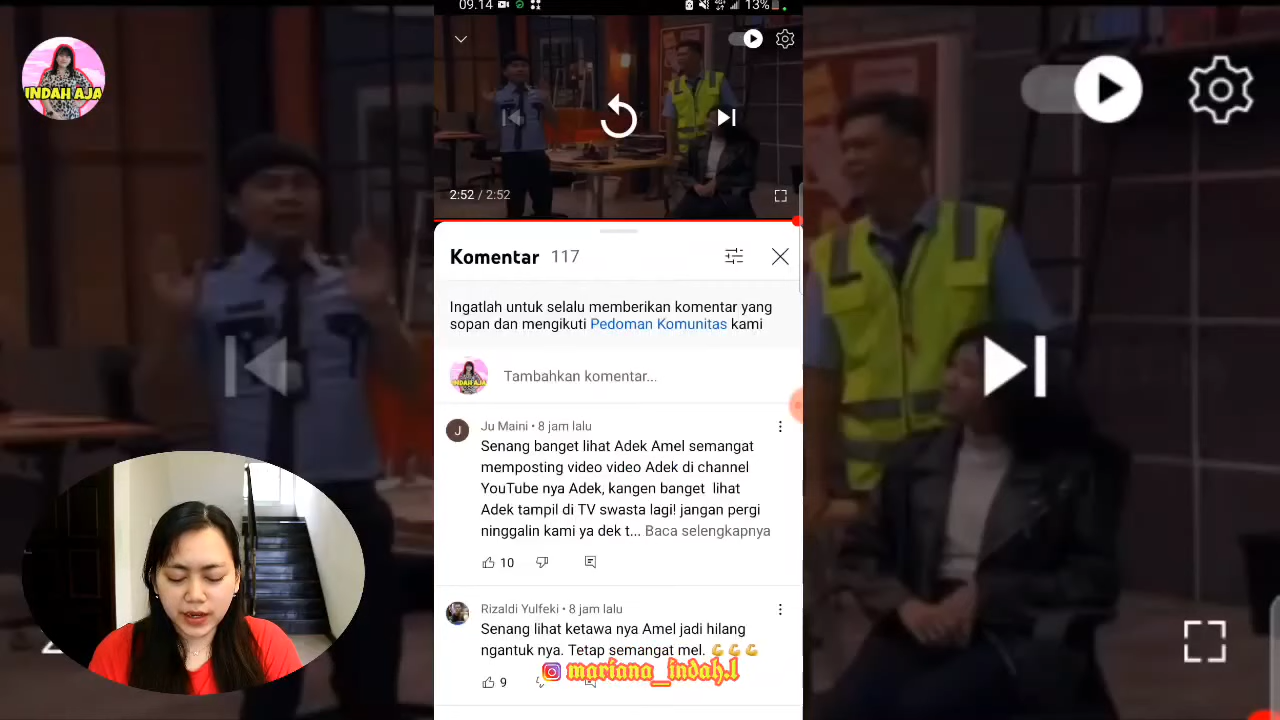 INDAH AJA
09.14
4G+
13%
2:52 / 2:52
Komentar 117
Ingatlah untuk selalu memberikan komentar yang
sopan dan mengikuti Pedoman Komunitas kami
INDAH AJA
Tambahkan komentar...
J
Ju Maini • 8 jam lalu
Senang banget lihat Adek Amel semangat
memposting video video Adek di channel
YouTube nya Adek, kangen banget lihat
Adek tampil di TV swasta lagi! jangan pergi
ninggalin kami ya dek t... Baca selengkapnya
10
Rizaldi Yulfeki • 8 jam lalu
Senang lihat ketawa nya Amel jadi hilang
ngantuk nya. Tetap semangat mel. 💪💪💪
mariana_indah.l
9